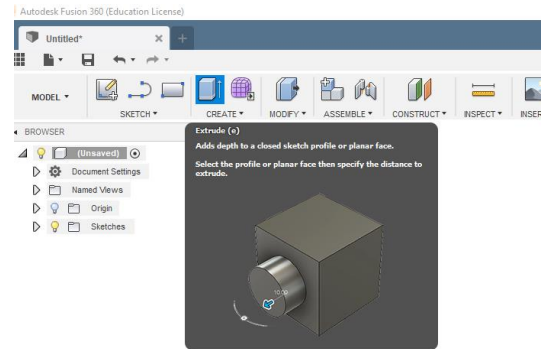 Autodesk Fusion 360 (Education License)
Untitled*
MODEL
SKETCH
CREATE
MODIFY
ASSEMBLE
CONSTRUCT
INSPECT
INSER
BROWSER
(Unsaved)
Document Settings
Named Views
Origin
Sketches
Extrude (e)
Adds depth to a closed sketch profile or planar face.
Select the profile or planar face then specify the distance to
extrude.
10.00